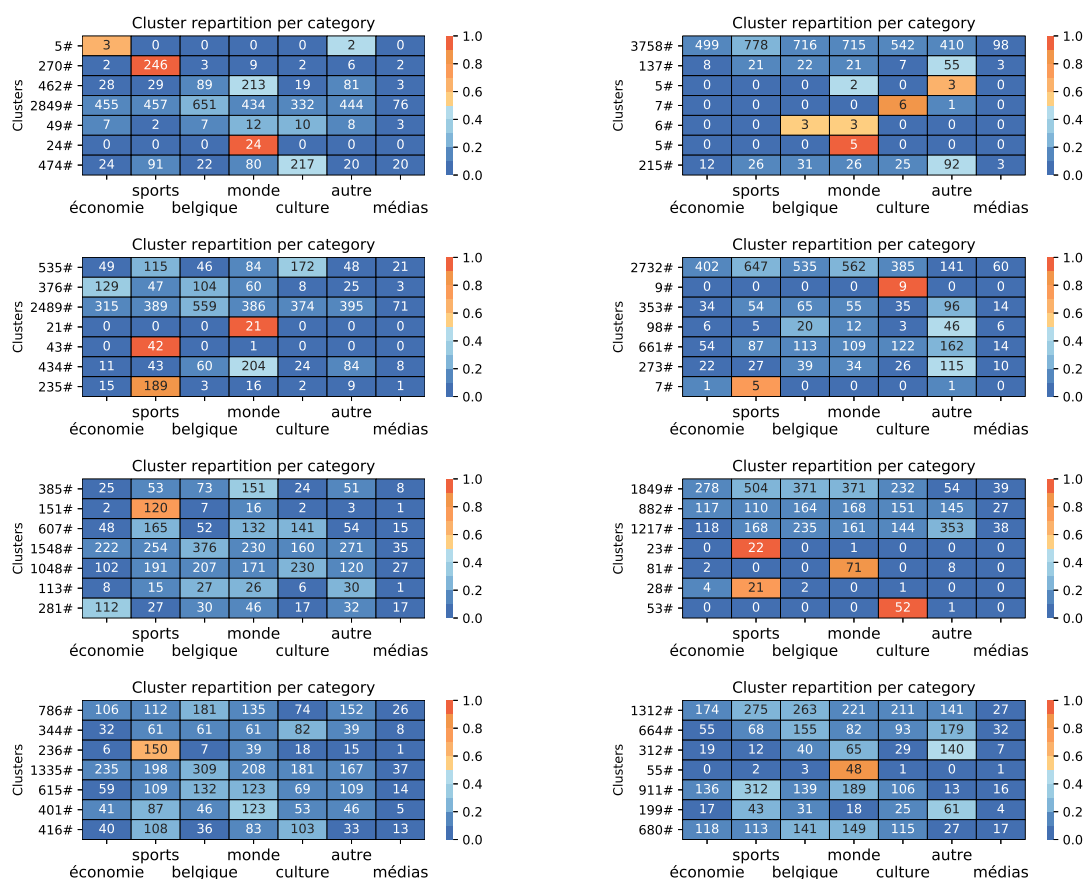 Cluster repartition per category
5# 3 0 0 0 0 2 0
270# 2 246 3 9 2 6 2
462# 28 29 89 213 19 81 3
2849# 455 457 651 434 332 444 76
49# 7 2 7 12 10 8 3
24# 0 0 0 24 0 0 0
474# 24 91 22 80 217 20 20
Clusters
sports monde autre
économie belgique culture médias
1.0
0.8
0.6
0.4
0.2
0.0
Cluster repartition per category
3758# 499 778 716 715 542 410 98
137# 8 21 22 21 7 55 3
5# 0 0 0 2 0 3 0
7# 0 0 0 0 6 1 0
6# 0 0 3 3 0 0 0
5# 0 0 0 5 0 0 0
215# 12 26 31 26 25 92 3
Clusters
sports monde autre
économie belgique culture médias
1.0
0.8
0.6
0.4
0.2
0.0
Cluster repartition per category
535# 49 115 46 84 172 48 21
376# 129 47 104 60 8 25 3
2489# 315 389 559 386 374 395 71
21# 0 0 0 21 0 0 0
43# 0 42 0 1 0 0 0
434# 11 43 60 204 24 84 8
235# 15 189 3 16 2 9 1
Clusters
sports monde autre
économie belgique culture médias
1.0
0.8
0.6
0.4
0.2
0.0
Cluster repartition per category
2732# 402 647 535 562 385 141 60
9# 0 0 0 0 9 0 0
353# 34 54 65 55 35 96 14
98# 6 5 20 12 3 46 6
661# 54 87 113 109 122 162 14
273# 22 27 39 34 26 115 10
7# 1 5 0 0 0 1 0
Clusters
sports monde autre
économie belgique culture médias
1.0
0.8
0.6
0.4
0.2
0.0
Cluster repartition per category
385# 25 53 73 151 24 51 8
151# 2 120 7 16 2 3 1
607# 48 165 52 132 141 54 15
1548# 222 254 376 230 160 271 35
1048# 102 191 207 171 230 120 27
113# 8 15 27 26 6 30 1
281# 112 27 30 46 17 32 17
Clusters
sports monde autre
économie belgique culture médias
1.0
0.8
0.6
0.4
0.2
0.0
Cluster repartition per category
1849# 278 504 371 371 232 54 39
882# 117 110 164 168 151 145 27
1217# 118 168 235 161 144 353 38
23# 0 22 0 1 0 0 0
81# 2 0 0 71 0 8 0
28# 4 21 2 0 1 0 0
53# 0 0 0 0 52 1 0
Clusters
sports monde autre
économie belgique culture médias
1.0
0.8
0.6
0.4
0.2
0.0
Cluster repartition per category
786# 106 112 181 135 74 152 26
344# 32 61 61 61 82 39 8
236# 6 150 7 39 18 15 1
1335# 235 198 309 208 181 167 37
615# 59 109 132 123 69 109 14
401# 41 87 46 123 53 46 5
416# 40 108 36 83 103 33 13
Clusters
sports monde autre
économie belgique culture médias
1.0
0.8
0.6
0.4
0.2
0.0
Cluster repartition per category
1312# 174 275 263 221 211 141 27
664# 55 68 155 82 93 179 32
312# 19 12 40 65 29 140 7
55# 0 2 3 48 1 0 1
911# 136 312 139 189 106 13 16
199# 17 43 31 18 25 61 4
680# 118 113 141 149 115 27 17
Clusters
sports monde autre
économie belgique culture médias
1.0
0.8
0.6
0.4
0.2
0.0